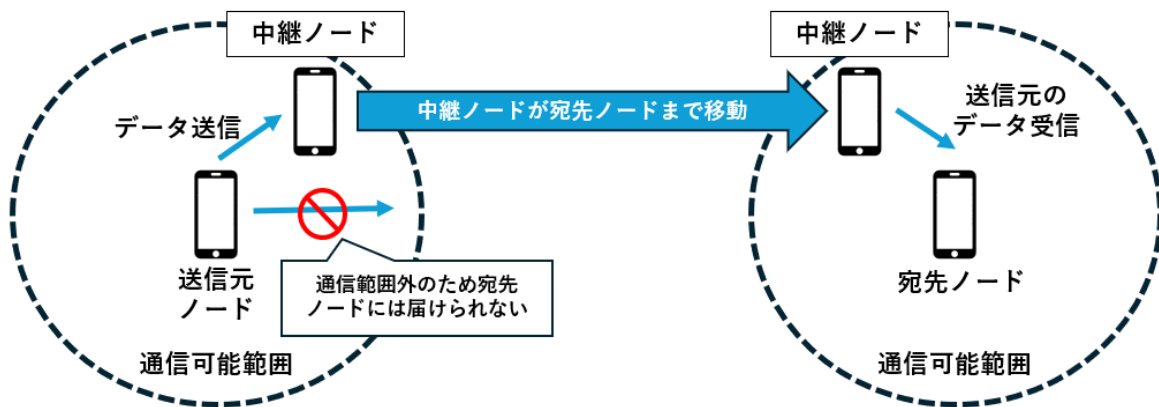 中継ノード
データ送信
送信元
ノード
通信範囲外のため宛先
ノードには届けられない
通信可能範囲
中継ノードが宛先ノードまで移動
中継ノード
送信元の
データ受信
宛先ノード
通信可能範囲